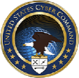 UNITED STATES CYBER COMMAND